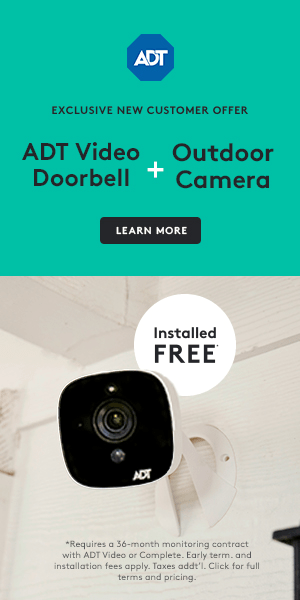 ADT
EXCLUSIVE NEW CUSTOMER OFFER
ADT Video
Doorbell
+
Outdoor
Camera
LEARN MORE
Installed
FREE*
ADT
*Requires a 36-month monitoring contract
with ADT Video or Complete. Early term. and
installation fees apply. Taxes addt'l. Click for full
terms and pricing.